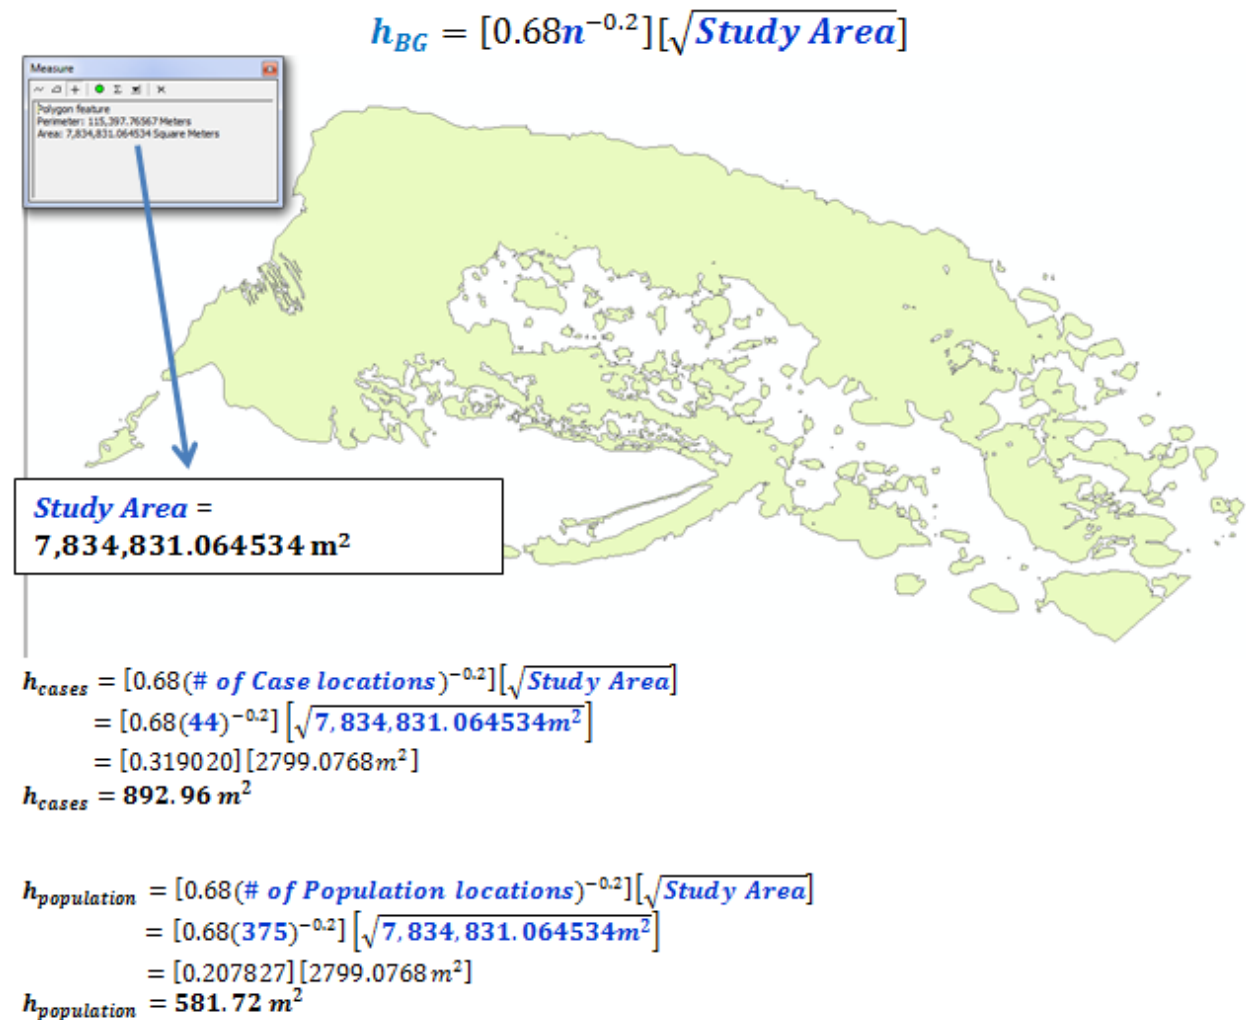 h_BG = [0.68n^−0.2][√Study Area]
Measure
Polygon feature
Perimeter: 115,397.76567 Meters
Area: 7,834,831.064534 Square Meters
Study Area =
7,834,831.064534 m²
h_cases = [0.68(# of Case locations)^−0.2][√Study Area]
= [0.68(44)^−0.2] [√7,834,831.064534m²]
= [0.319020][2799.0768m²]
h_cases = 892.96 m²
h_population = [0.68(# of Population locations)^−0.2][√Study Area]
= [0.68(375)^−0.2] [√7,834,831.064534m²]
= [0.207827][2799.0768 m²]
h_population = 581.72 m²